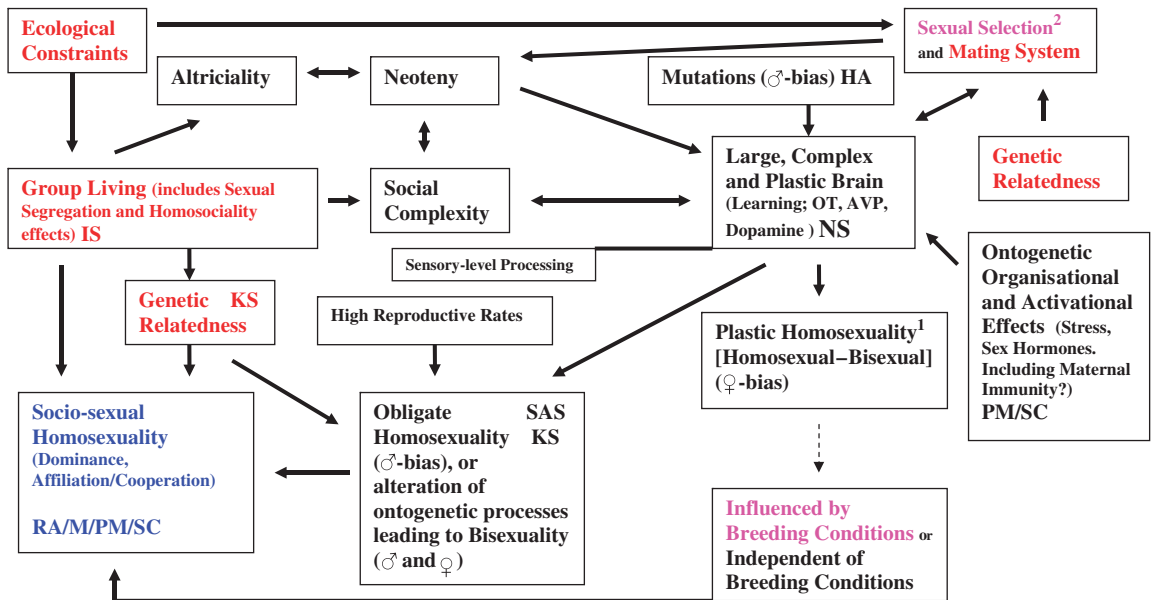 Ecological
Constraints
Sexual Selection2
and Mating System
Altriciality
Neoteny
Mutations (♂-bias) HA
Group Living (includes Sexual
Segregation and Homosociality
effects) IS
Social
Complexity
Large, Complex
and Plastic Brain
(Learning; OT, AVP,
Dopamine ) NS
Genetic
Relatedness
Sensory-level Processing
Genetic KS
Relatedness
High Reproductive Rates
Plastic Homosexuality1
[Homosexual–Bisexual]
(♀-bias)
Ontogenetic
Organisational
and Activational
Effects (Stress,
Sex Hormones.
Including Maternal
Immunity?)
PM/SC
Socio-sexual
Homosexuality
(Dominance,
Affiliation/Cooperation)
RA/M/PM/SC
Obligate SAS
Homosexuality KS
(♂-bias), or
alteration of
ontogenetic processes
leading to Bisexuality
(♂ and ♀)
Influenced by
Breeding Conditions or
Independent of
Breeding Conditions